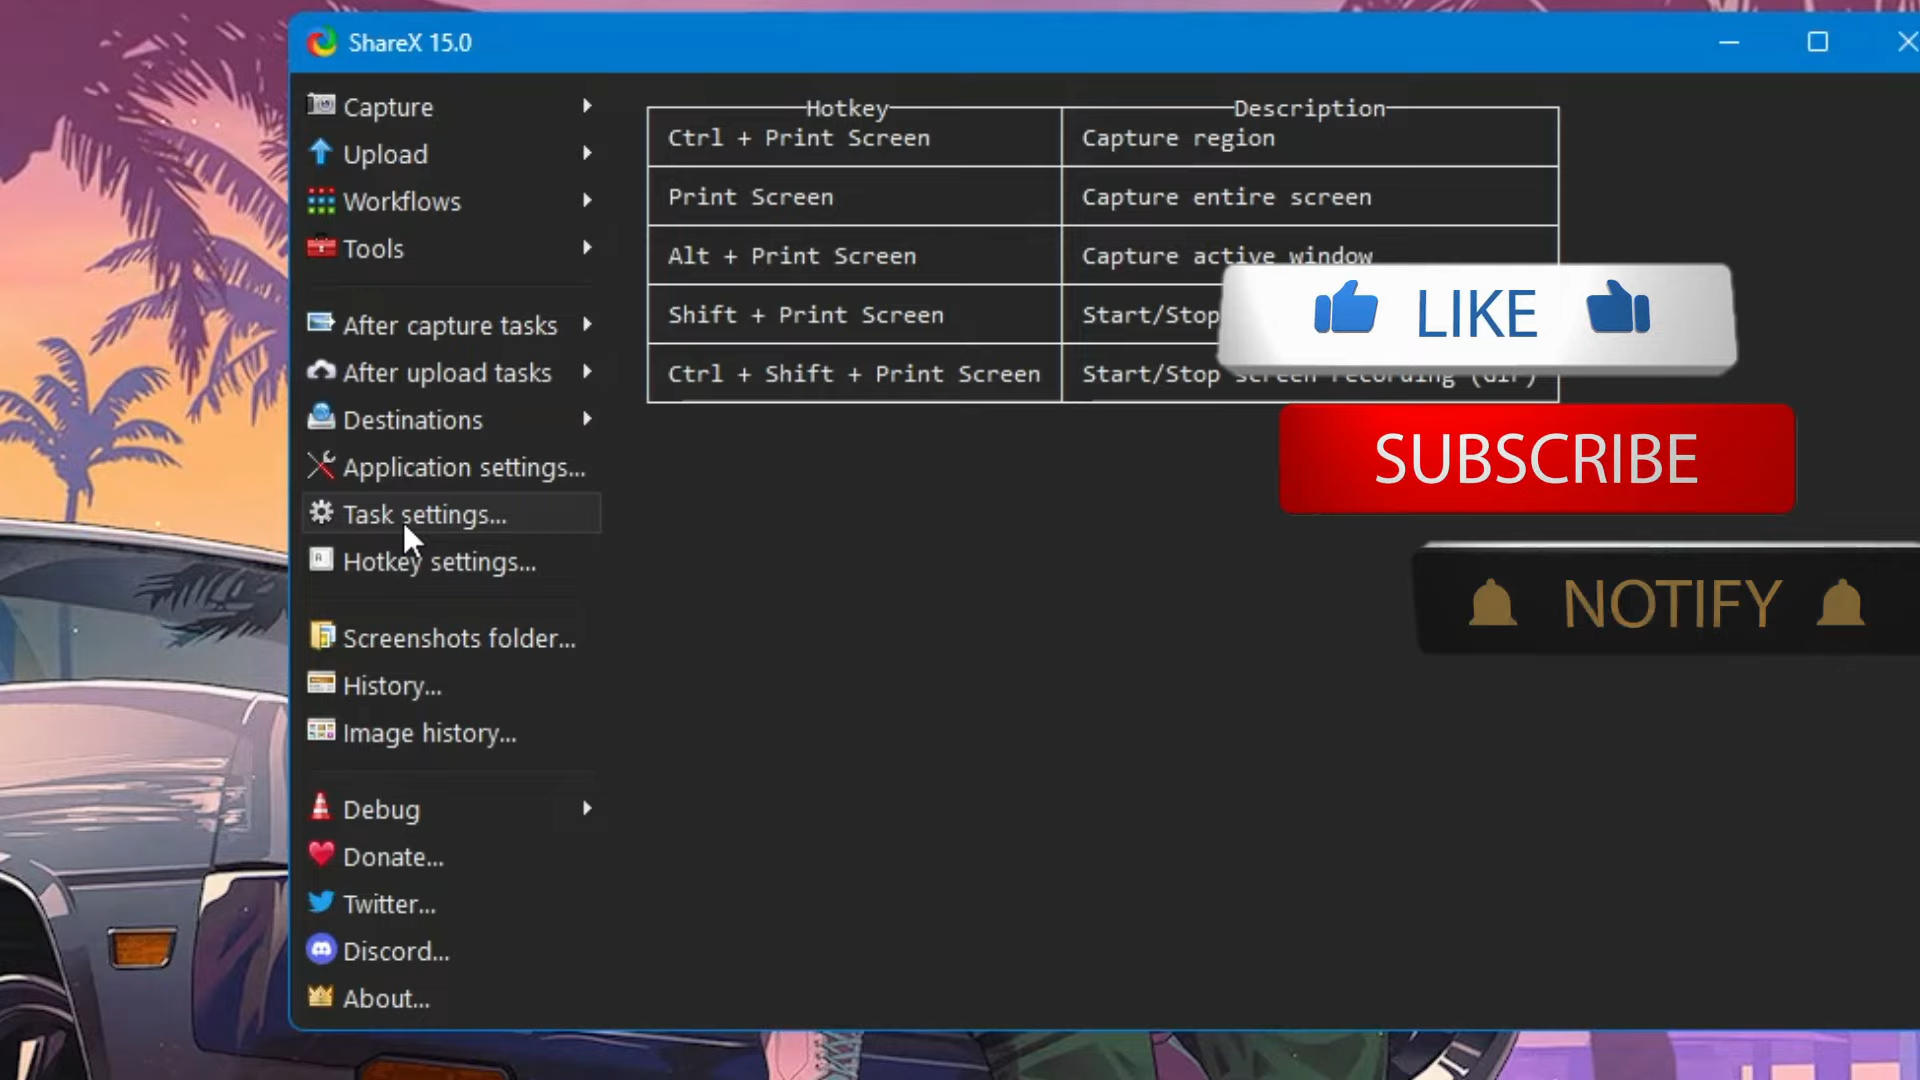 ShareX 15.0
Capture
Upload
Workflows
Tools
After capture tasks
After upload tasks
Destinations
Application settings...
Task settings...
Hotkey settings...
Screenshots folder...
History...
Image history...
Debug
Donate...
Twitter...
Discord...
About...
Hotkey Description
Ctrl + Print Screen Capture region
Print Screen Capture entire screen
Alt + Print Screen Capture active window
Shift + Print Screen Start/Stop
Ctrl + Shift + Print Screen Start/Stop screen recording (GIF)
LIKE
SUBSCRIBE
NOTIFY